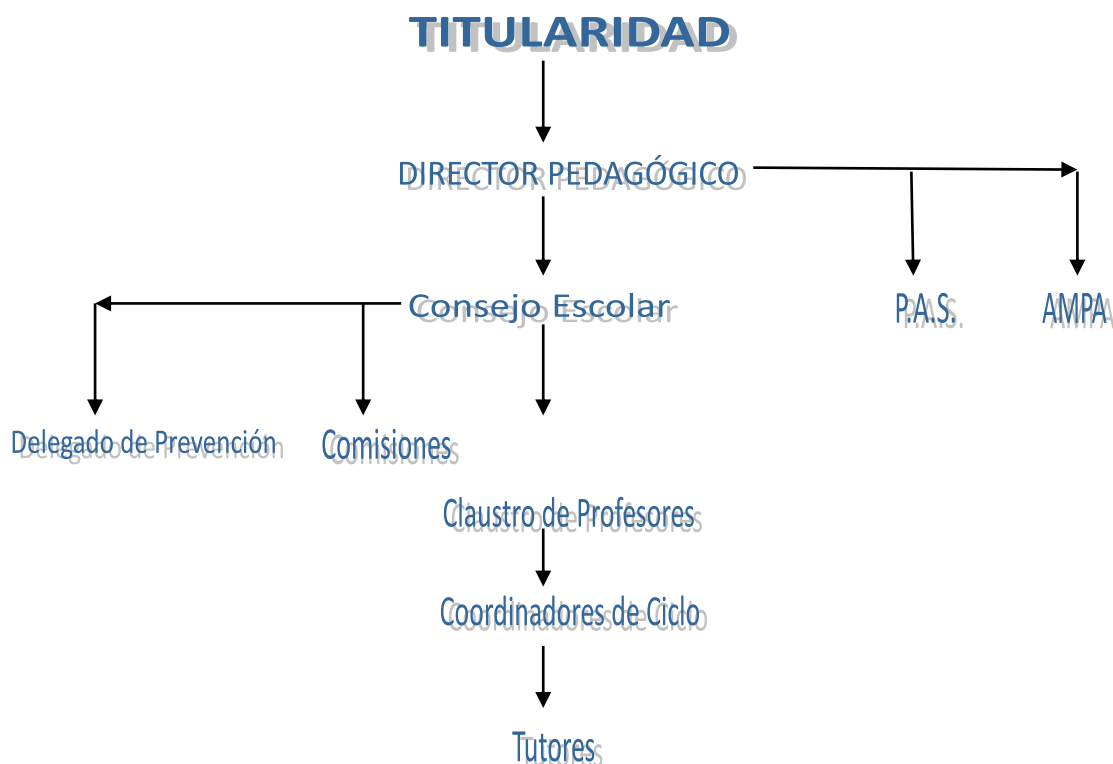 TITULARIDAD
DIRECTOR PEDAGÓGICO
Consejo Escolar
P.A.S.
AMPA
Delegado de Prevención
Comisiones
Claustro de Profesores
Coordinadores de Ciclo
Tutores